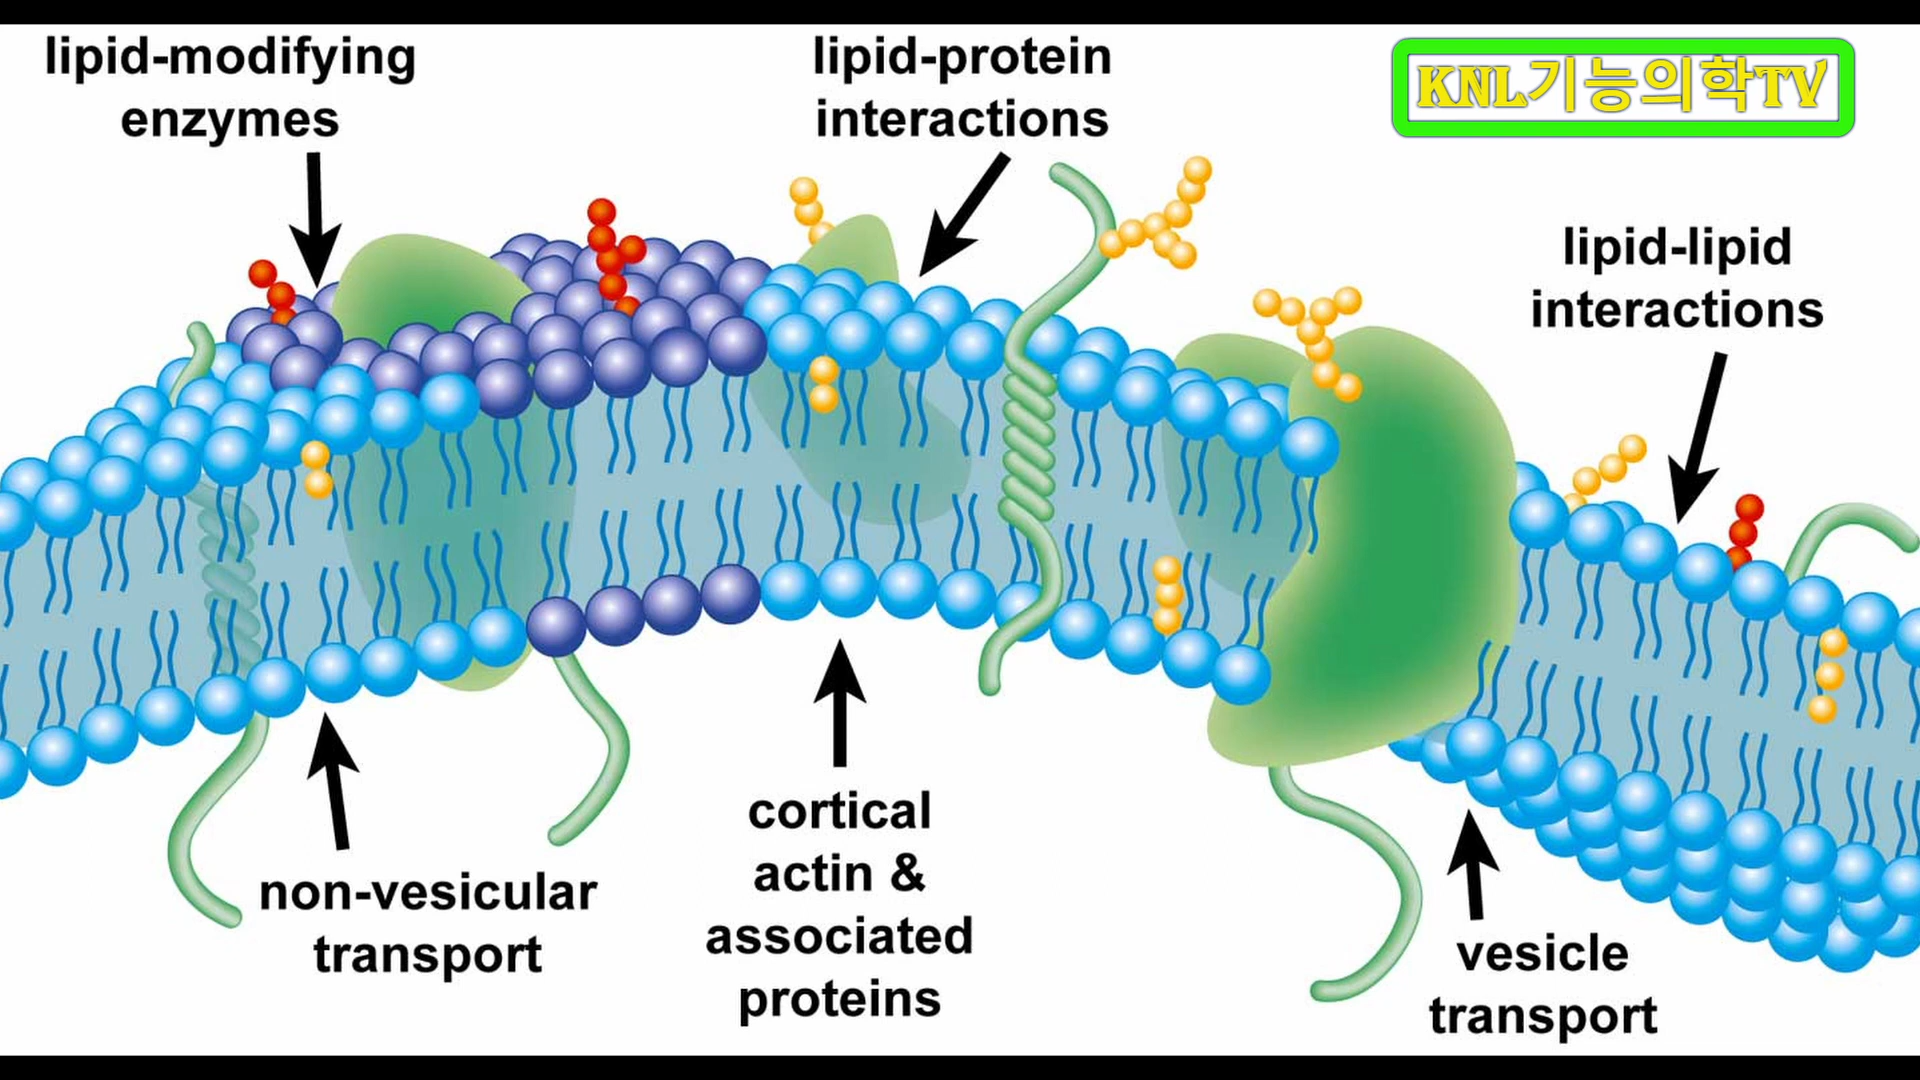 lipid-modifying
enzymes
lipid-protein
interactions
KNL기능의학TV
lipid-lipid
interactions
non-vesicular
transport
cortical
actin &
associated
proteins
vesicle
transport